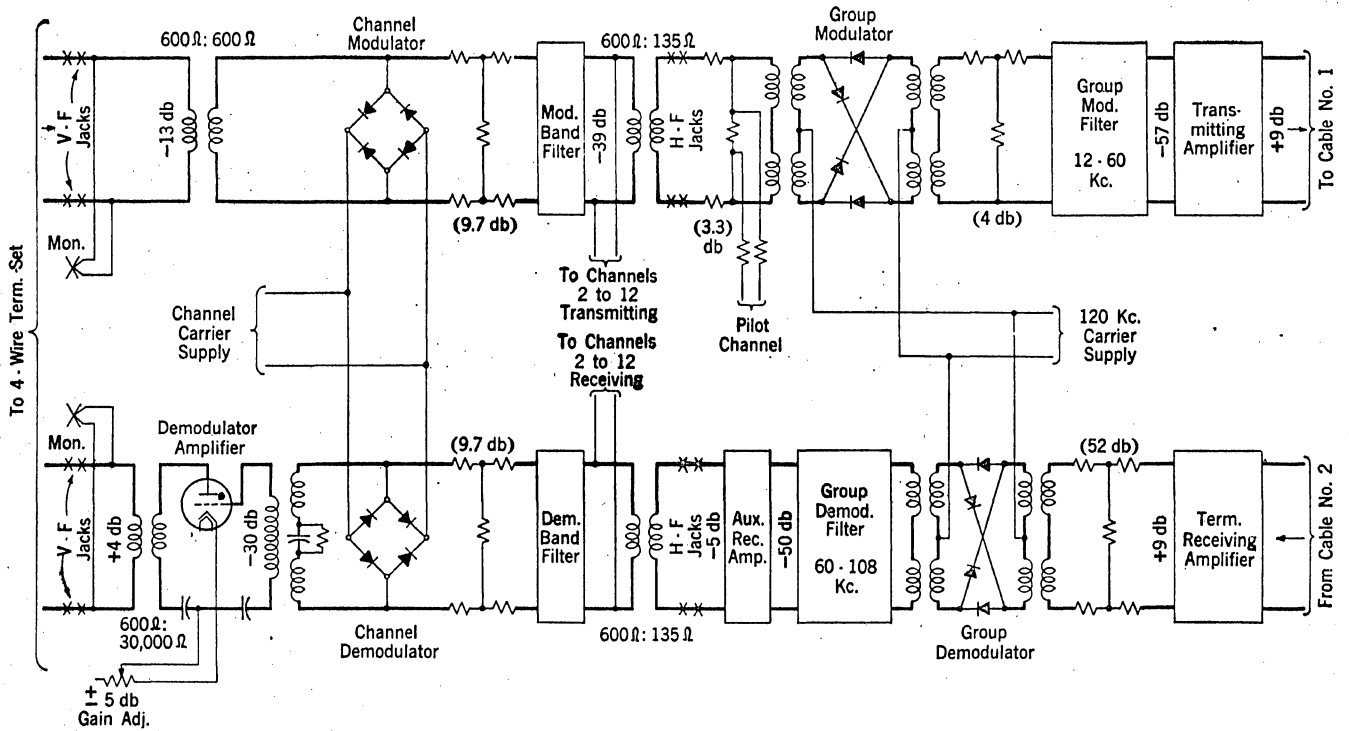 To 4 - Wire Term. Set
V - F
Jacks
Mon.
-13 db
600Ω: 600Ω
Channel
Modulator
(9.7 db)
Mod.
Band
Filter
-39 db
600Ω: 135Ω
H - F
Jacks
(3.3)
db
To Channels
2 to 12
Transmitting
Pilot
Channel
Group
Modulator
(4 db)
Group
Mod.
Filter
12 - 60
Kc.
-57 db
Trans-
mitting
Amplifier
+9 db
To Cable No. 1
Channel
Carrier
Supply
120 Kc.
Carrier
Supply
To Channels
2 to 12
Receiving
Mon.
V - F
Jacks
+4 db
Demodulator
Amplifier
-30 db
600Ω:
30,000Ω
± 5 db
Gain Adj.
Channel
Demodulator
(9.7 db)
Dem.
Band
Filter
600Ω: 135Ω
H - F
Jacks
-5 db
Aux.
Rec.
Amp.
-50 db
Group
Demod.
Filter
60 - 108
Kc.
Group
Demodulator
(52 db)
+9 db
Term.
Receiving
Amplifier
From Cable No. 2